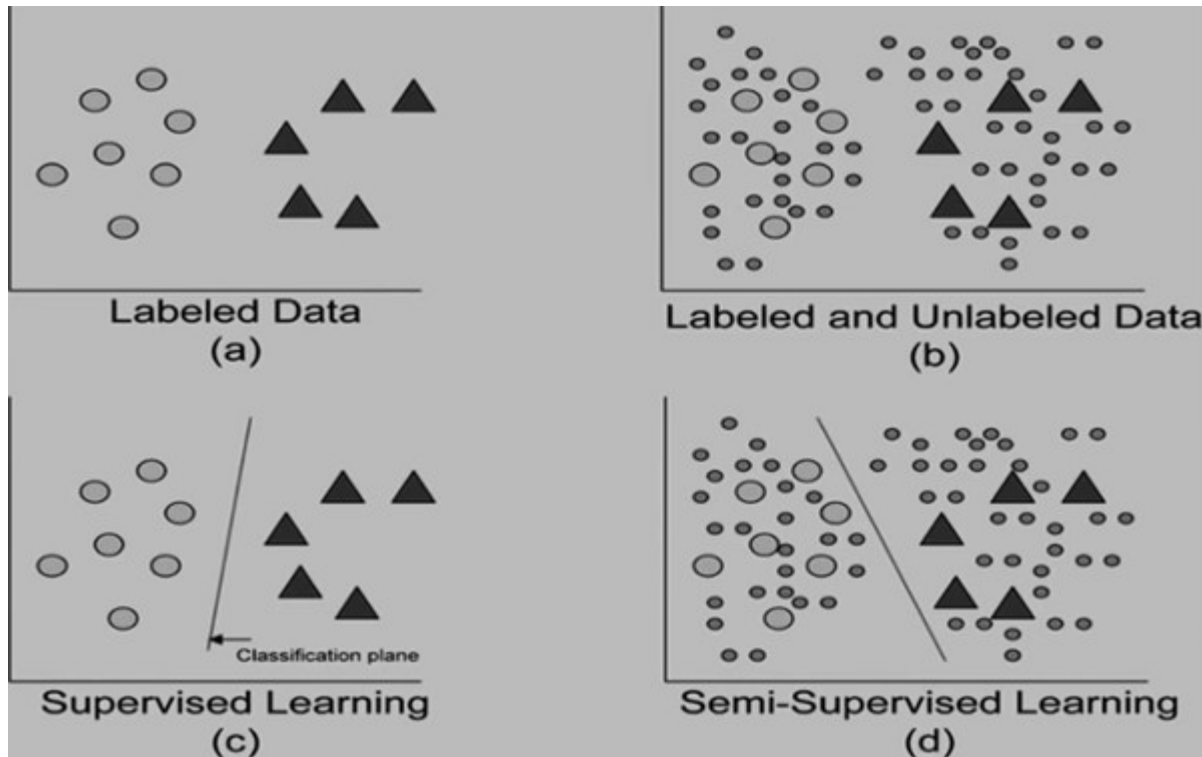 Labeled Data
(a)
Labeled and Unlabeled Data
(b)
Classification plane
Supervised Learning
(c)
Semi-Supervised Learning
(d)